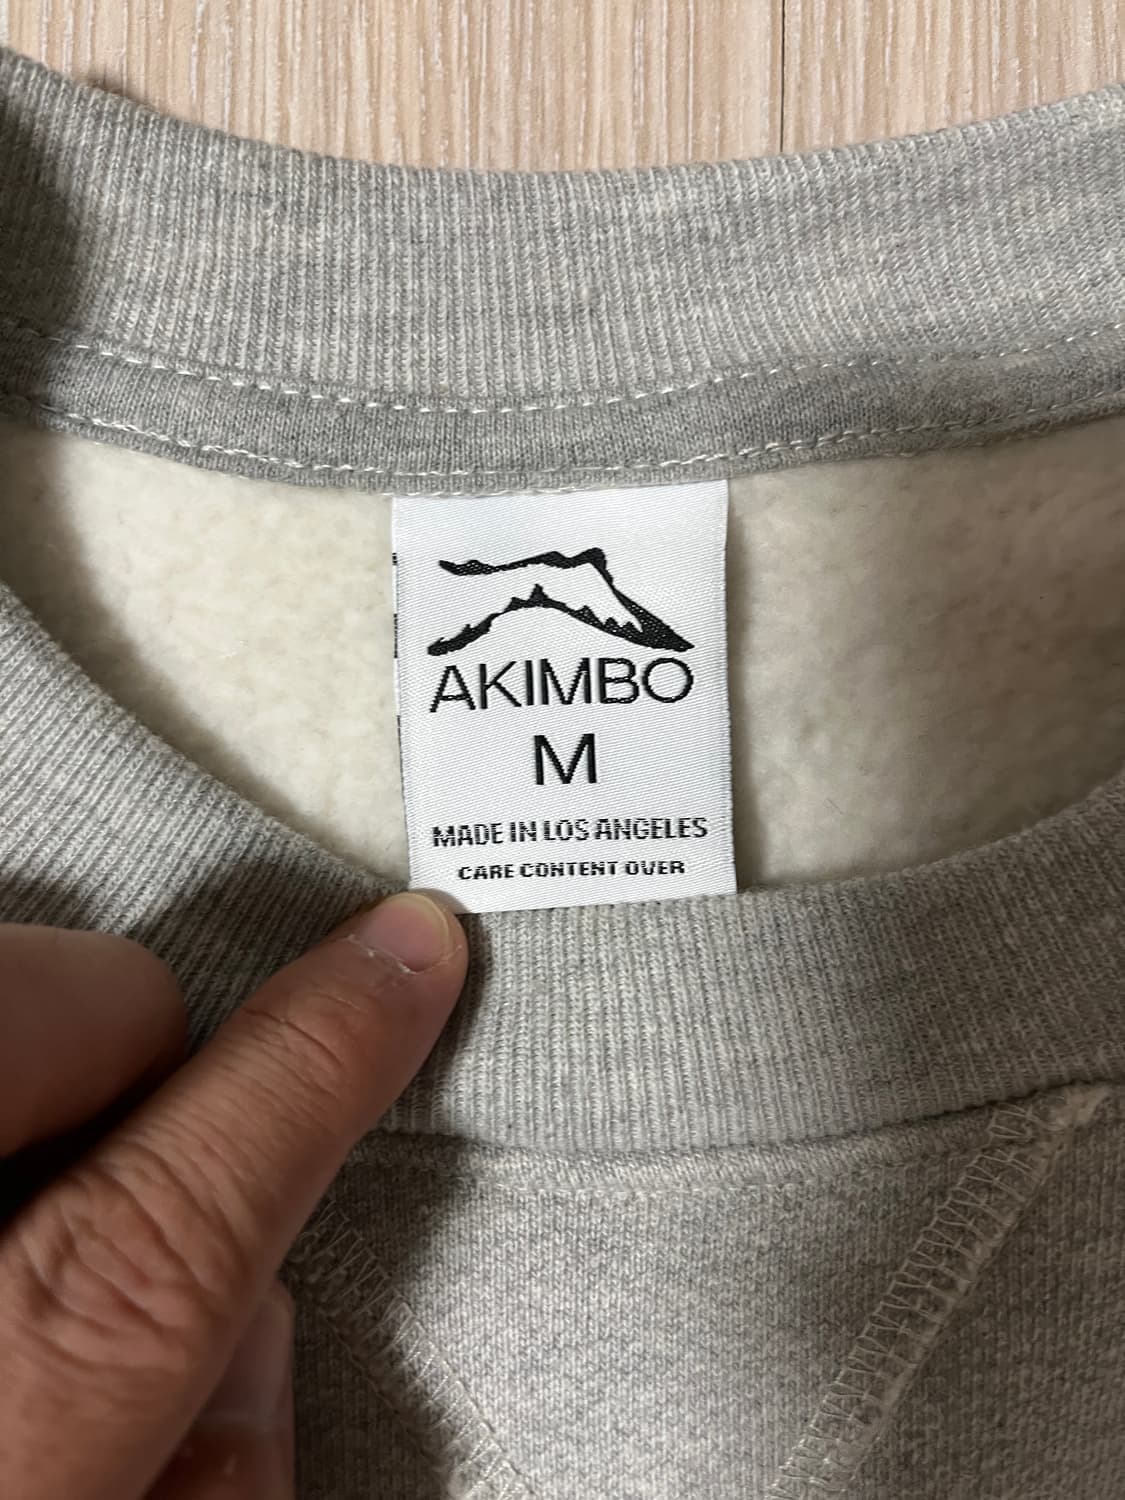 AKIMBO
M
MADE IN LOS ANGELES
CARE CONTENT OVER